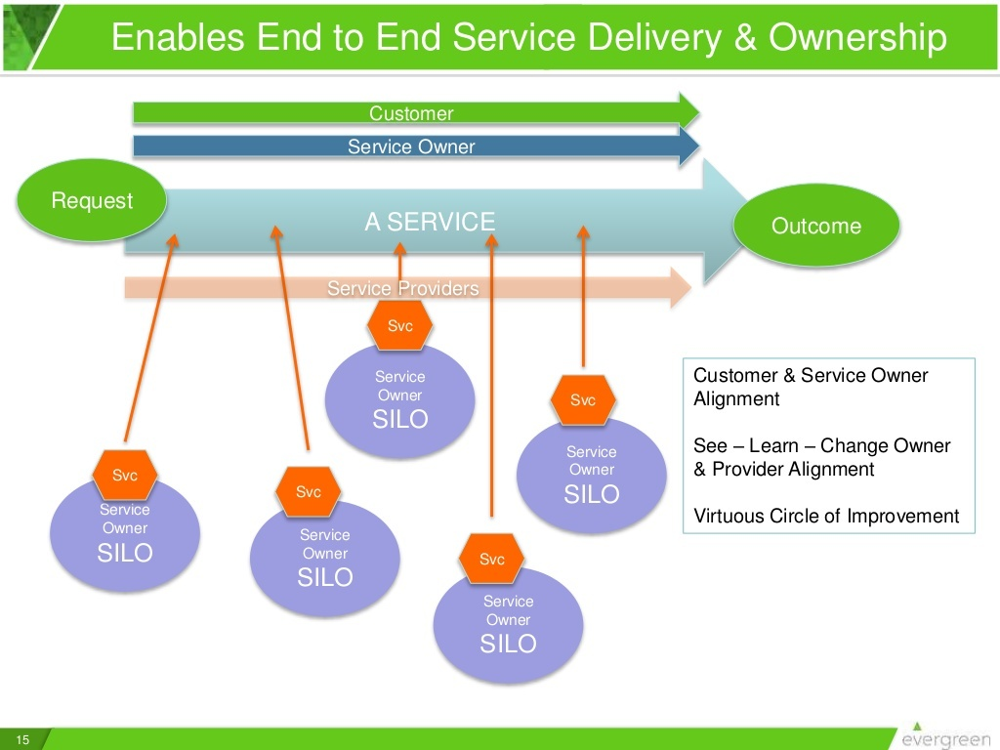 Enables End to End Service Delivery & Ownership
Customer
Service Owner
Request
A SERVICE
Outcome
Service Providers
Svc
Service
Owner
SILO
Svc
Service
Owner
SILO
Svc
Service
Owner
SILO
Svc
Service
Owner
SILO
Svc
Service
Owner
SILO
Customer & Service Owner
Alignment
See – Learn – Change Owner
& Provider Alignment
Virtuous Circle of Improvement
15
evergreen